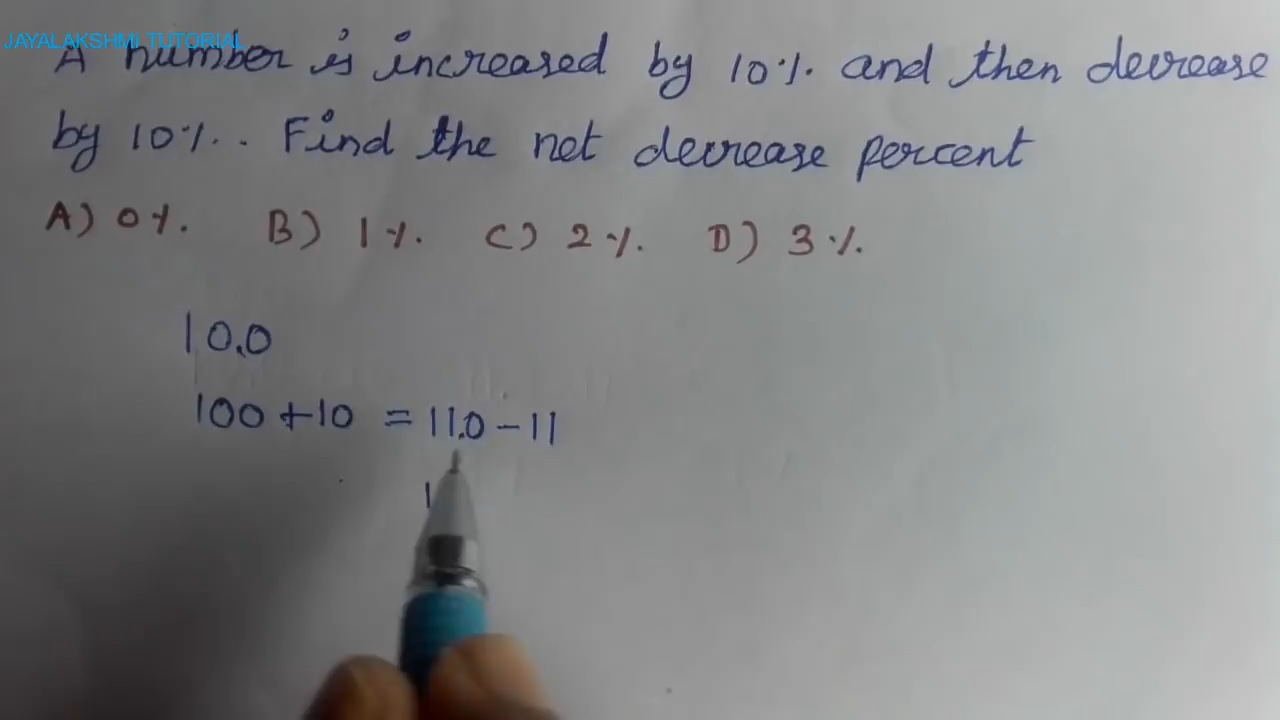 JAYALAKSHMI TUTORIAL
A number is increased by 10% and then decrease
by 10%. Find the net decrease percent
A) 0%. B) 1%. C) 2%. D) 3%.
10.0
100 + 10 = 11.0 - 11
1